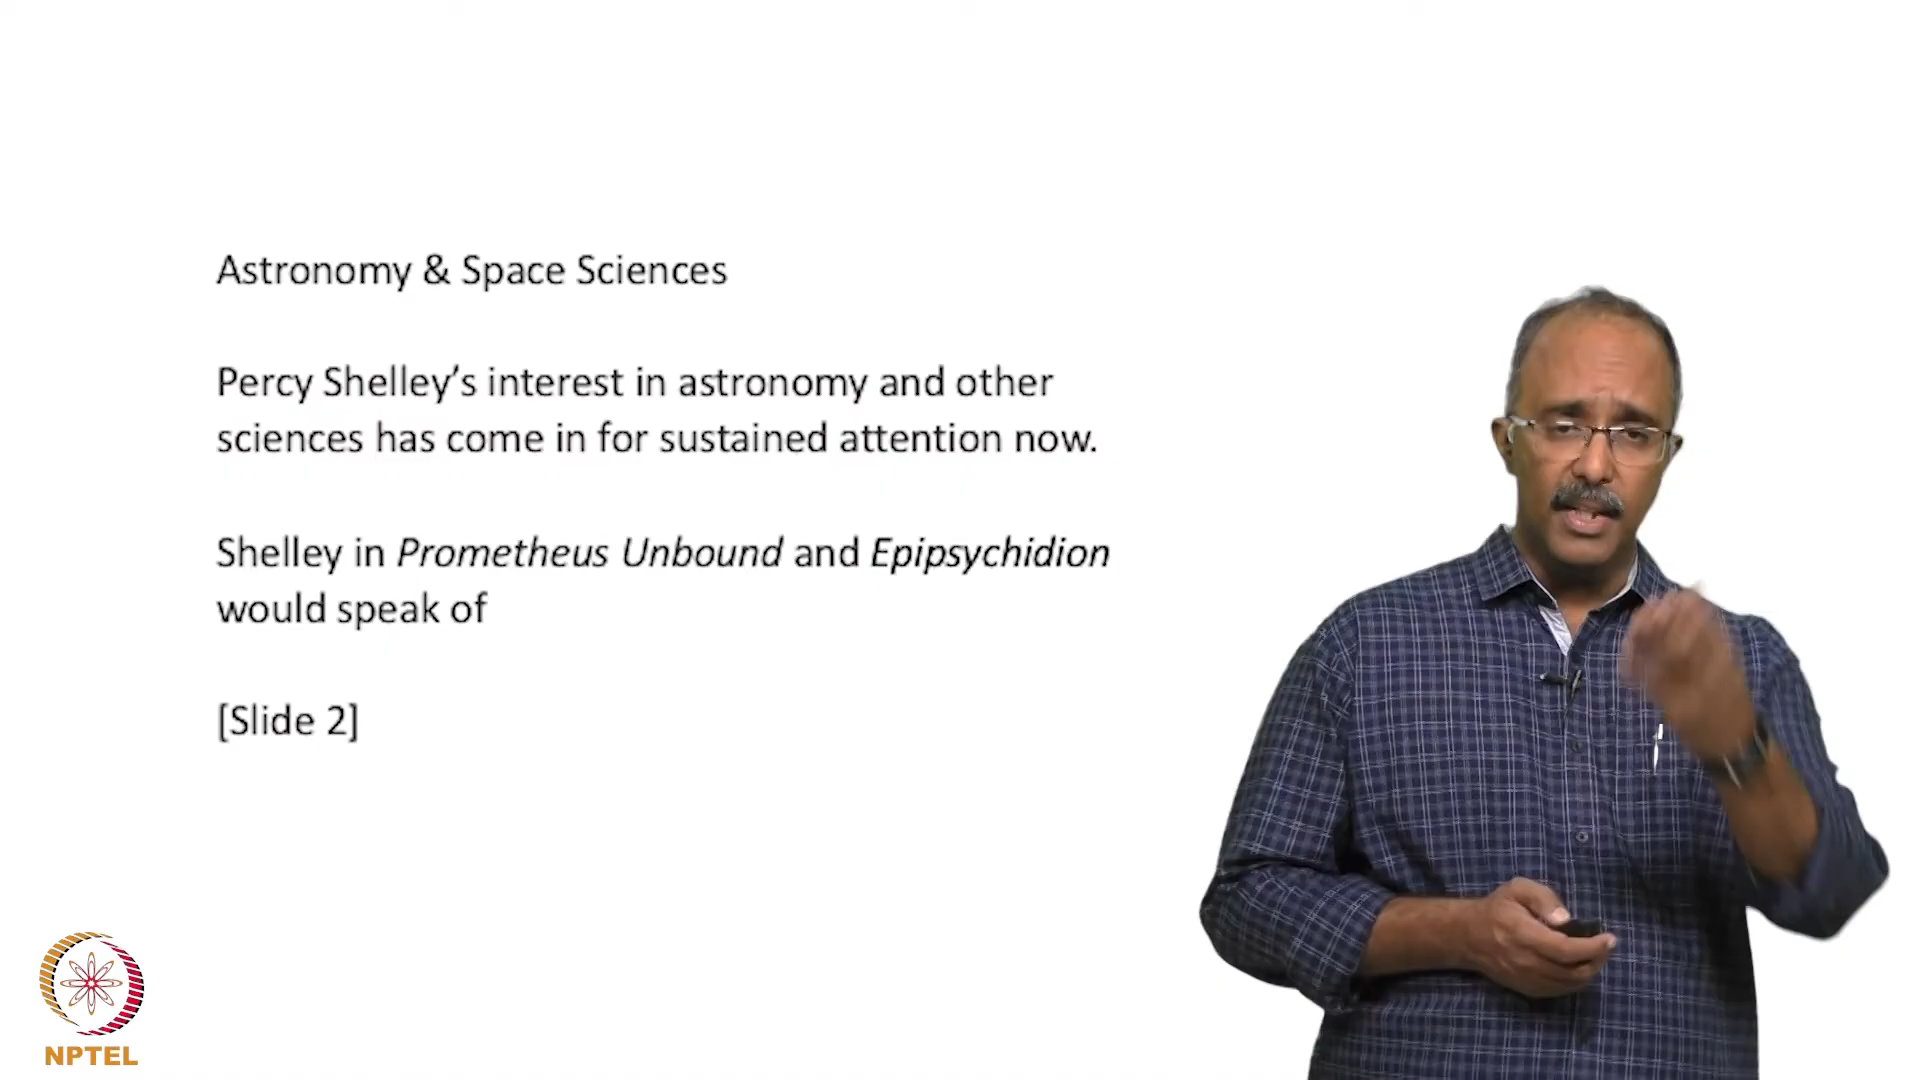 Astronomy & Space Sciences
Percy Shelley’s interest in astronomy and other
sciences has come in for sustained attention now.
Shelley in Prometheus Unbound and Epipsychidion
would speak of
[Slide 2]
NPTEL